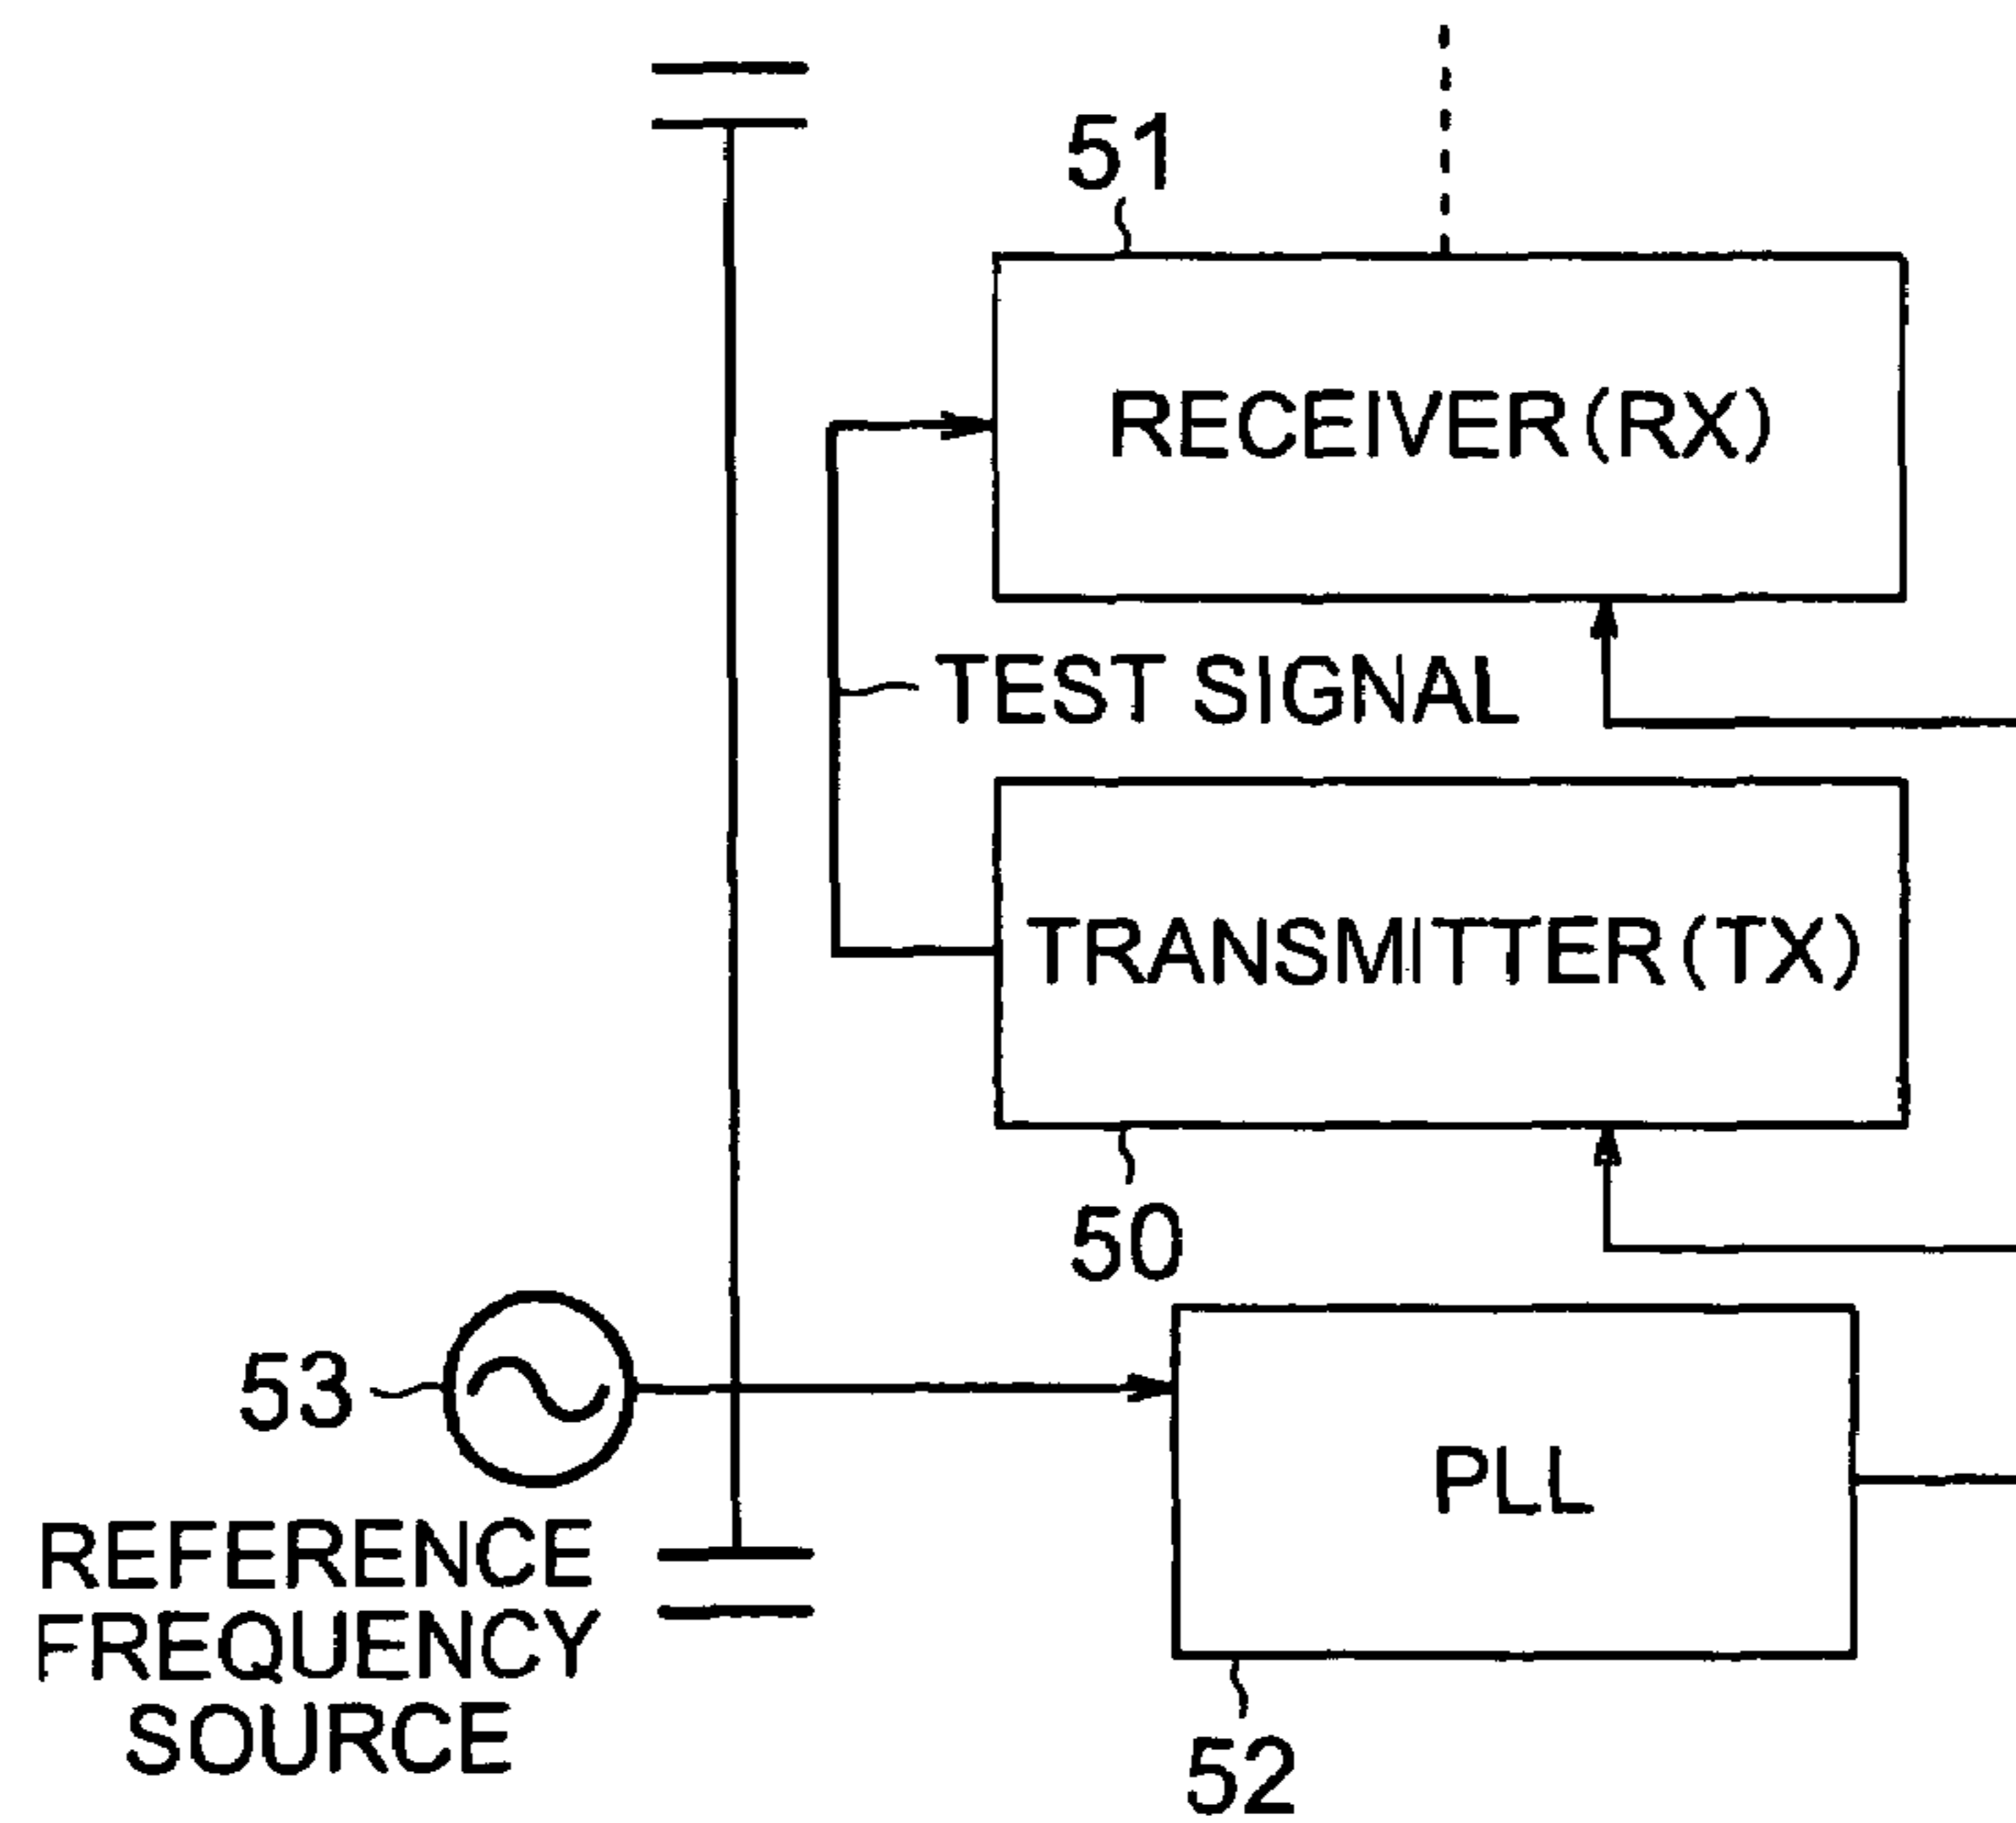 51
RECEIVER(RX)
TEST SIGNAL
TRANSMITTER(TX)
50
53
REFERENCE
FREQUENCY
SOURCE
PLL
52